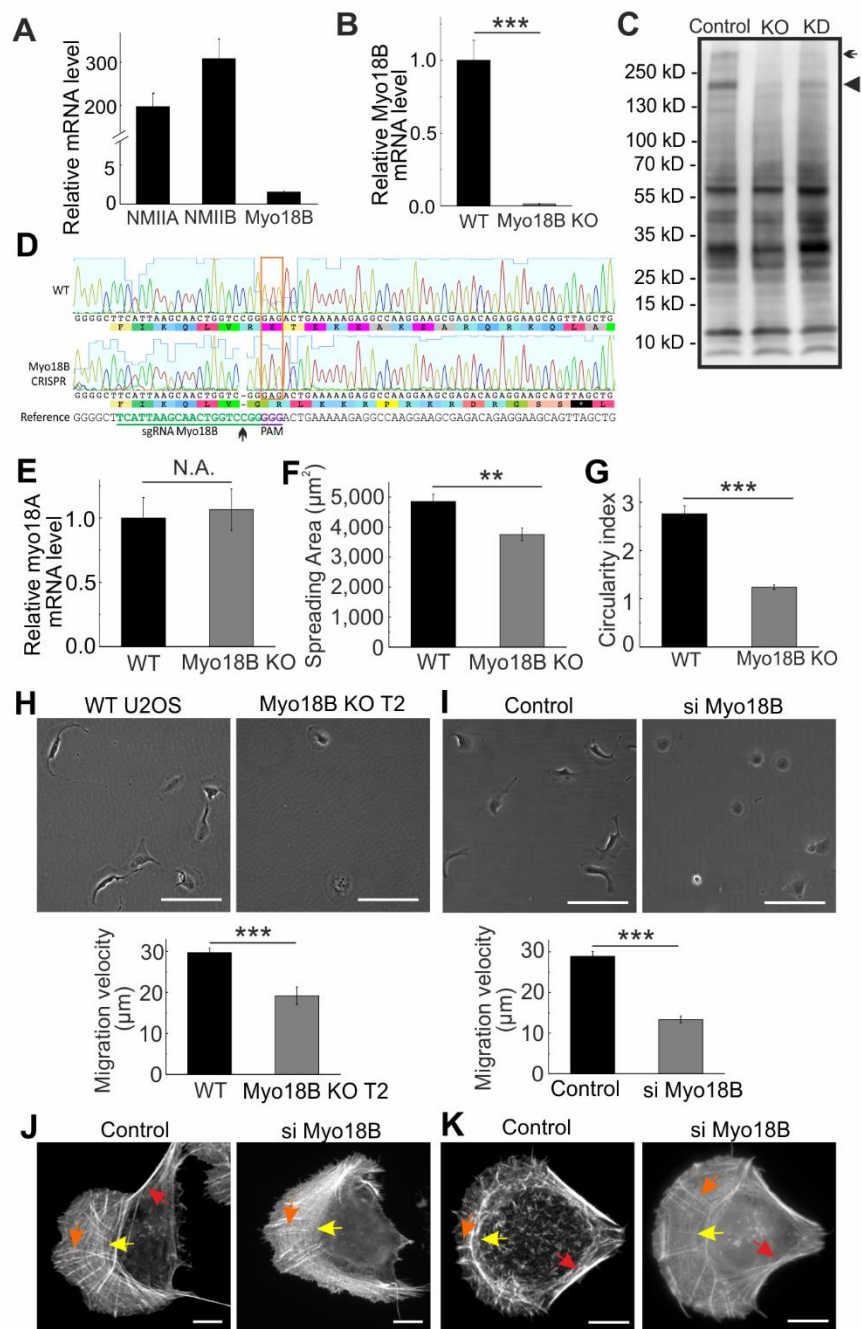 A
Relative mRNA level
300
200
5
0
NMIIA NMIIB Myo18B
B
Relative Myo18B
mRNA level
***
1.0
0.5
0.0
WT Myo18B KO
C
Control KO KD
250 kD -
130 kD -
100 kD -
70 kD -
55 kD -
35 kD -
25 kD -
15 kD -
10 kD -
D
WT
GGGGCTTCATTAAGCAACTGGTCCGGGAGACTGAAAAAGAGGCCAAGGAAGCGAGACAGAGGAAGCAGTTAGCTG
F I K Q L V R E T E K E A K E A R Q R K Q L A
Myo18B
CRISPR
GGGGCTTCATTAAGCAACTGGTC-GGGAGACTGAAAAAGAGGCCAAGGAAGCGAGACAGAGGAAGCAGTTAGCTG
F I K Q L V G R L K K R P R K R D R G S S * L
Reference GGGGCTTCATTAAGCAACTGGTCCGGGGGACTGAAAAAGAGGCCAAGGAAGCGAGACAGAGGAAGCAGTTAGCTG
sgRNA Myo18B PAM
E
Relative myo18A
mRNA level
N.A.
1.0
0.5
0.0
WT Myo18B KO
F
Spreading Area (µm²)
**
5,000
4,000
3,000
2,000
1,000
0
WT Myo18B KO
G
Circularity index
***
3
2
1
0
WT Myo18B KO
H
WT U2OS Myo18B KO T2
Migration velocity
(µm)
***
30
20
10
0
WT Myo18B KO T2
I
Control si Myo18B
Migration velocity
(µm)
***
30
20
10
0
Control si Myo18B
J
Control si Myo18B
K
Control si Myo18B